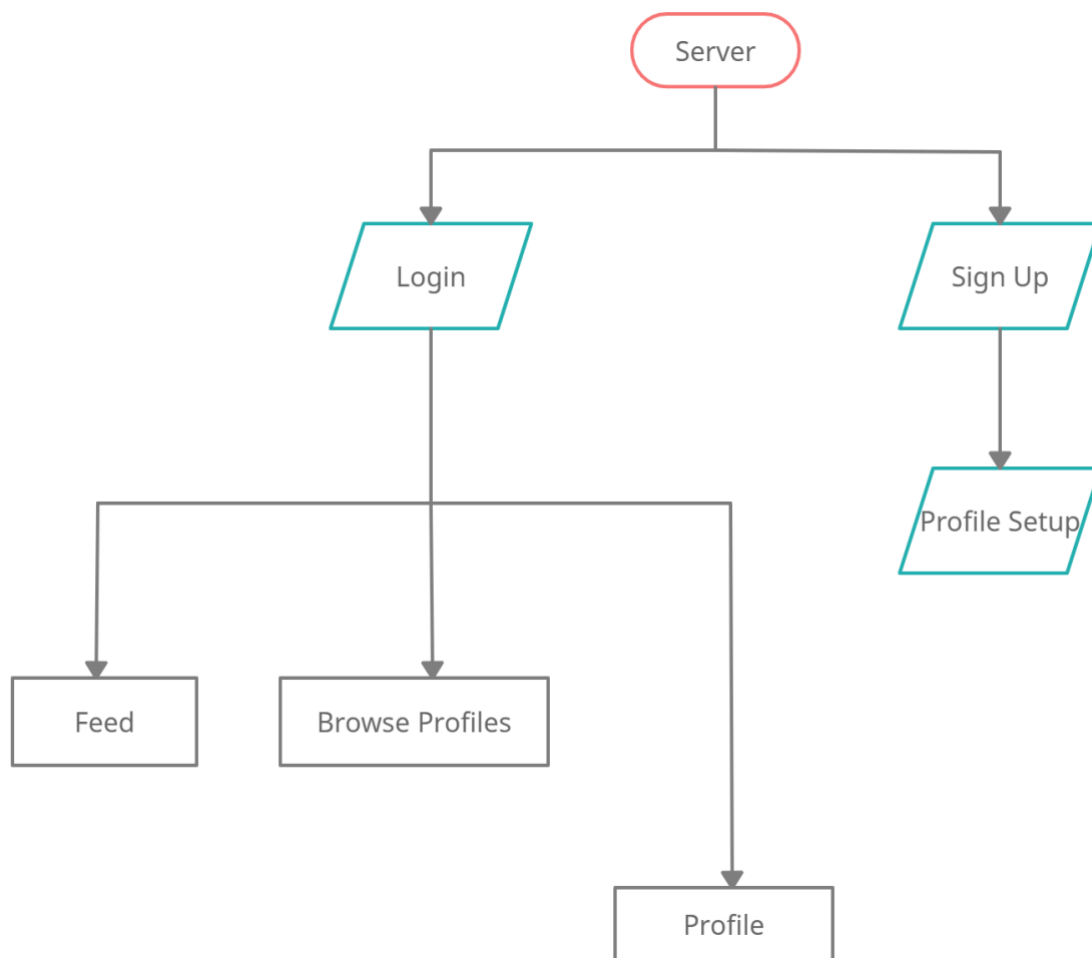 Server
Login
Sign Up
Profile Setup
Feed
Browse Profiles
Profile